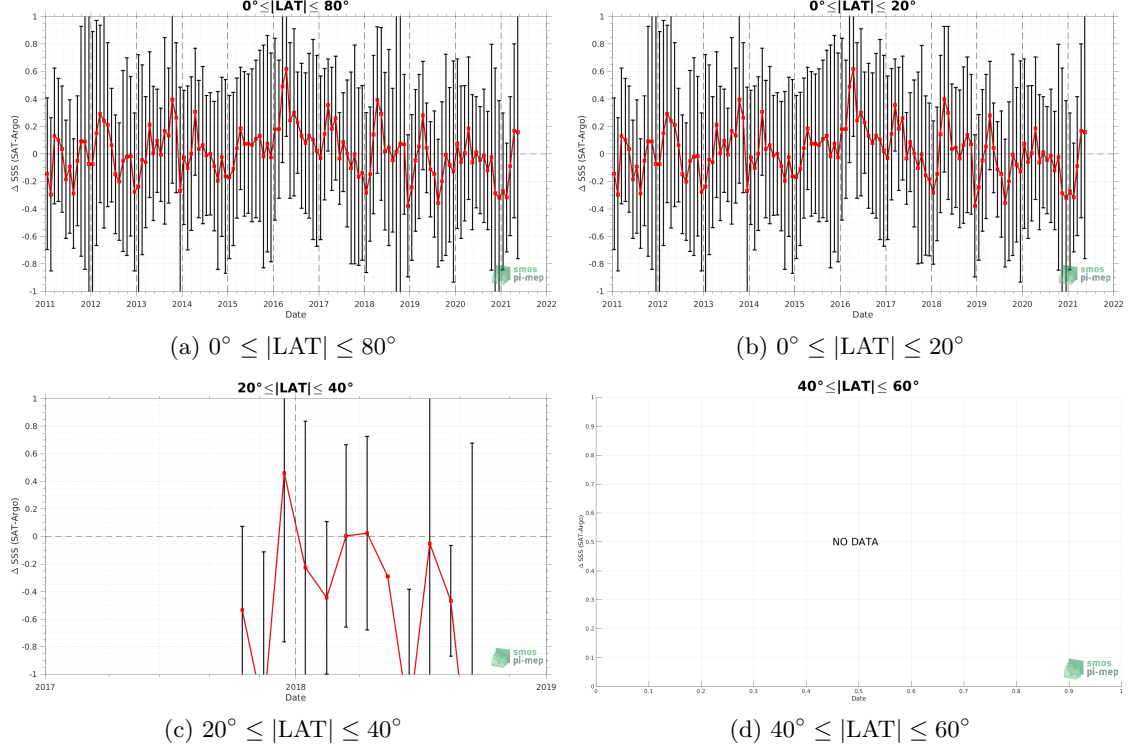 0°≤|LAT|≤ 80°
1
0.8
0.6
0.4
0.2
0
-0.2
-0.4
-0.6
-0.8
-1
Δ SSS (SAT-Argo)
2011 2012 2013 2014 2015 2016 2017 2018 2019 2020 2021 2022
Date
smos
pi-mep
(a) 0° ≤ |LAT| ≤ 80°
0°≤|LAT|≤ 20°
1
0.8
0.6
0.4
0.2
0
-0.2
-0.4
-0.6
-0.8
-1
Δ SSS (SAT-Argo)
2011 2012 2013 2014 2015 2016 2017 2018 2019 2020 2021 2022
Date
smos
pi-mep
(b) 0° ≤ |LAT| ≤ 20°
20°≤|LAT|≤ 40°
1
0.8
0.6
0.4
0.2
0
-0.2
-0.4
-0.6
-0.8
-1
Δ SSS (SAT-Argo)
2017 2018 2019
Date
smos
pi-mep
(c) 20° ≤ |LAT| ≤ 40°
40°≤|LAT|≤ 60°
1
0.9
0.8
0.7
0.6
0.5
0.4
0.3
0.2
0.1
0
Δ SSS (SAT-Argo)
NO DATA
0 0.1 0.2 0.3 0.4 0.5 0.6 0.7 0.8 0.9 1
Date
smos
pi-mep
(d) 40° ≤ |LAT| ≤ 60°